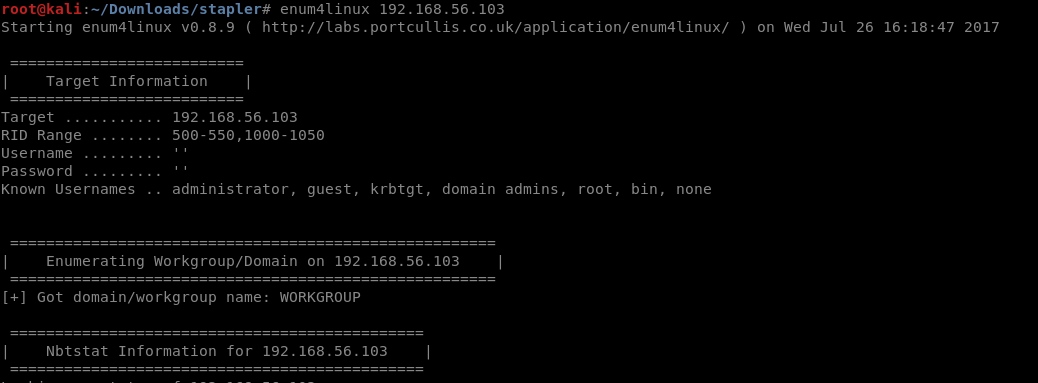 root@kali:~/Downloads/stapler# enum4linux 192.168.56.103
Starting enum4linux v0.8.9 ( http://labs.portcullis.co.uk/application/enum4linux/ ) on Wed Jul 26 16:18:47 2017
==========================
|    Target Information    |
==========================
Target ........... 192.168.56.103
RID Range ........ 500-550,1000-1050
Username ......... ''
Password ......... ''
Known Usernames .. administrator, guest, krbtgt, domain admins, root, bin, none
======================================================
|    Enumerating Workgroup/Domain on 192.168.56.103    |
======================================================
[+] Got domain/workgroup name: WORKGROUP
==============================================
|    Nbtstat Information for 192.168.56.103    |
==============================================